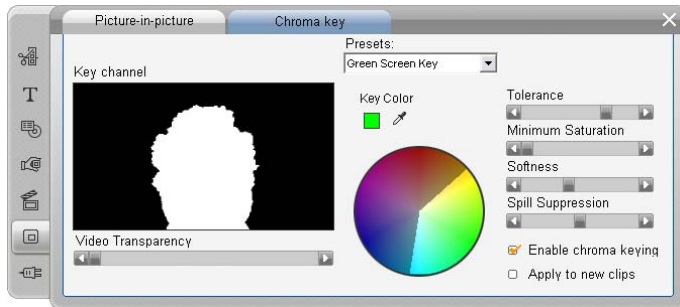 Picture-in-picture
Chroma key
Presets:
Green Screen Key
Key channel
Key Color
Tolerance
Minimum Saturation
Softness
Spill Suppression
Video Transparency
Enable chroma keying
Apply to new clips
T